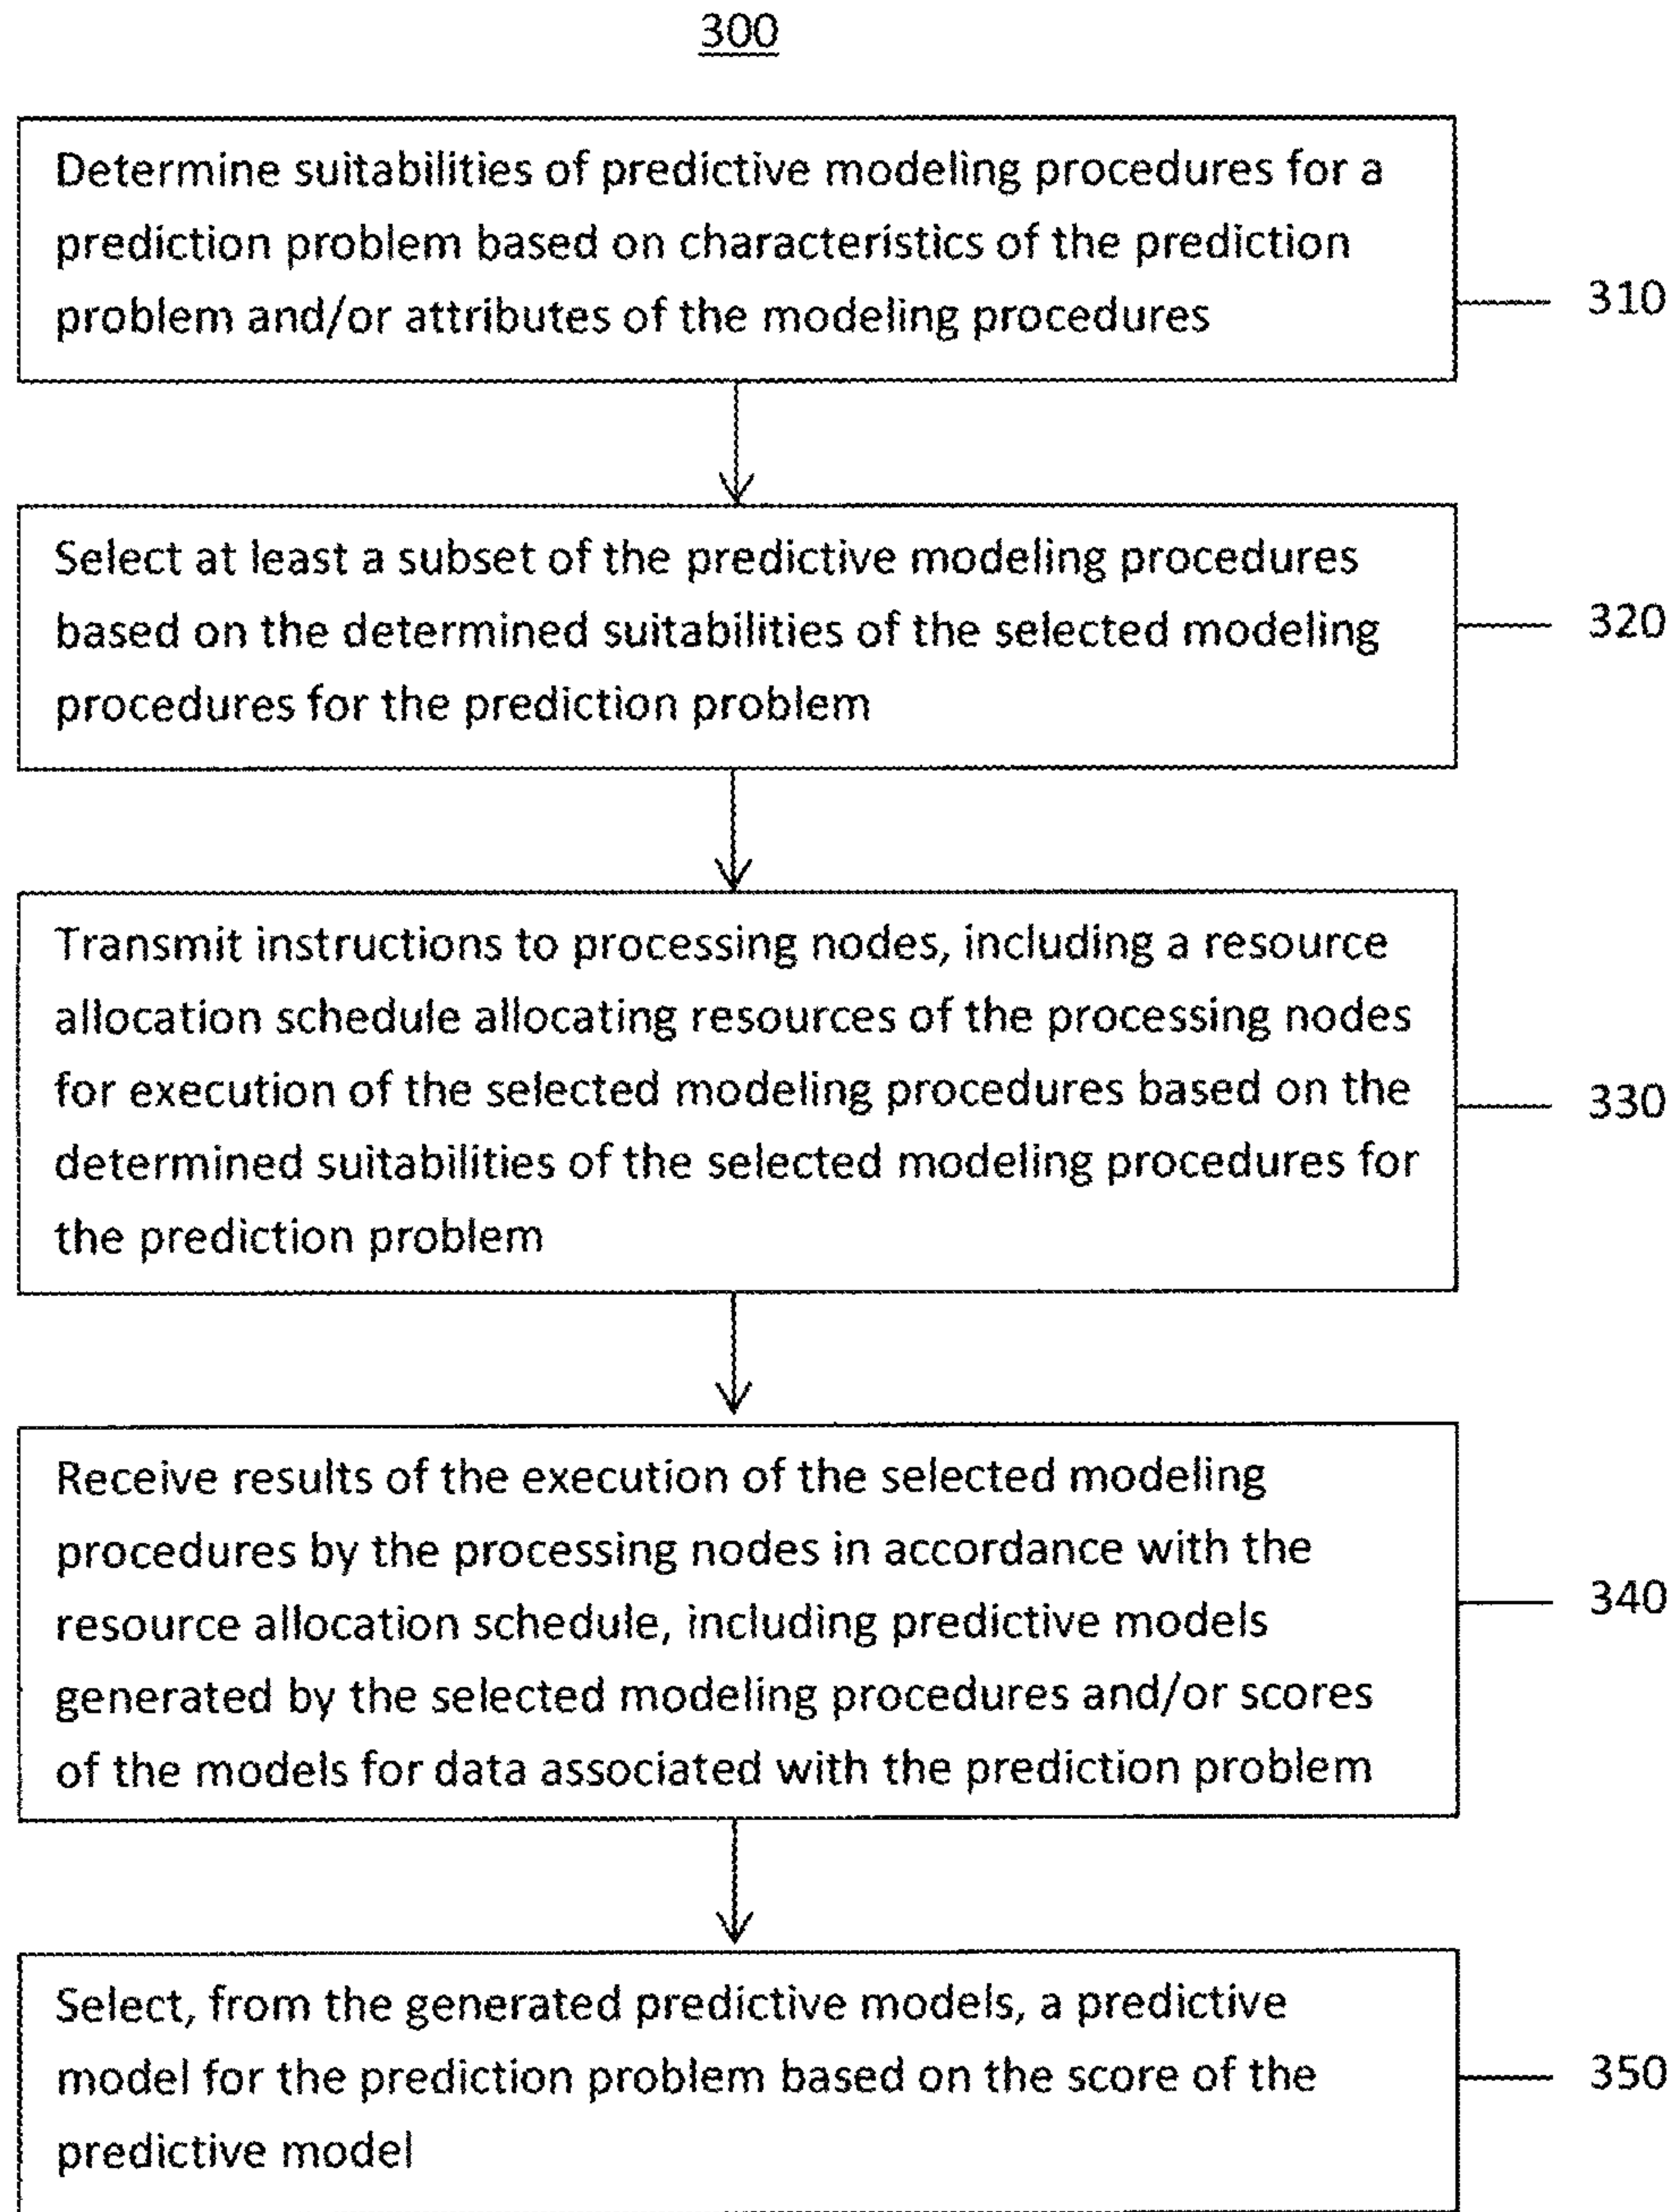 300
Determine suitabilities of predictive modeling procedures for a
prediction problem based on characteristics of the prediction
problem and/or attributes of the modeling procedures
310
Select at least a subset of the predictive modeling procedures
based on the determined suitabilities of the selected modeling
procedures for the prediction problem
320
Transmit instructions to processing nodes, including a resource
allocation schedule allocating resources of the processing nodes
for execution of the selected modeling procedures based on the
determined suitabilities of the selected modeling procedures for
the prediction problem
330
Receive results of the execution of the selected modeling
procedures by the processing nodes in accordance with the
resource allocation schedule, including predictive models
generated by the selected modeling procedures and/or scores
of the models for data associated with the prediction problem
340
Select, from the generated predictive models, a predictive
model for the prediction problem based on the score of the
predictive model
350